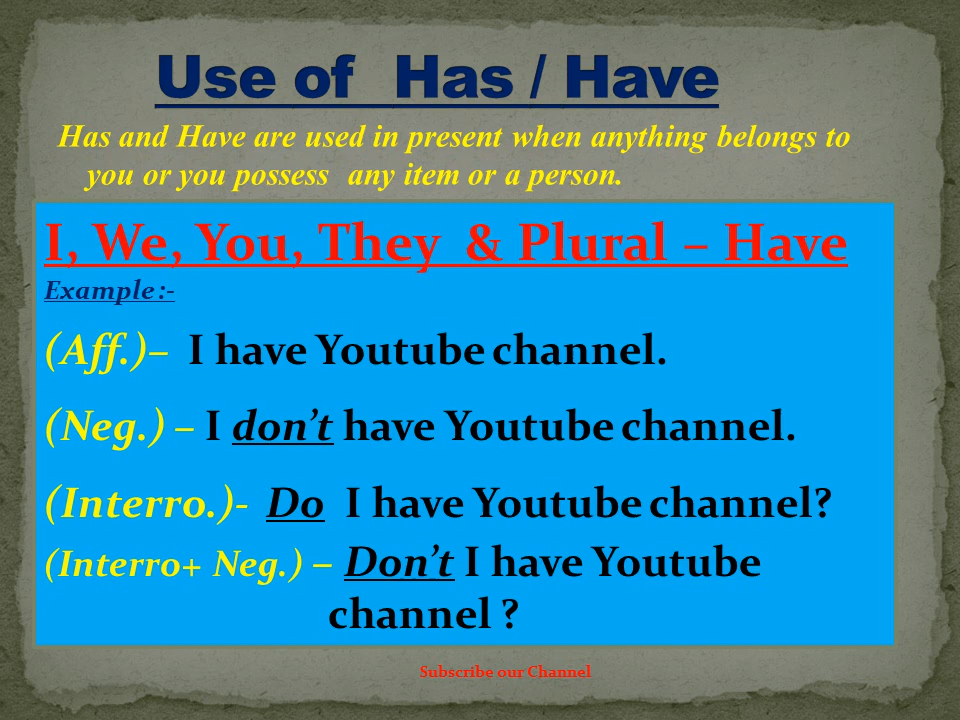 Use of Has / Have
Has and Have are used in present when anything belongs to
you or you possess any item or a person.
I, We, You, They & Plural – Have
Example :-
(Aff.)– I have Youtube channel.
(Neg.) – I don’t have Youtube channel.
(Interro.)- Do I have Youtube channel?
(Interro+ Neg.) – Don’t I have Youtube
channel ?
Subscribe our Channel